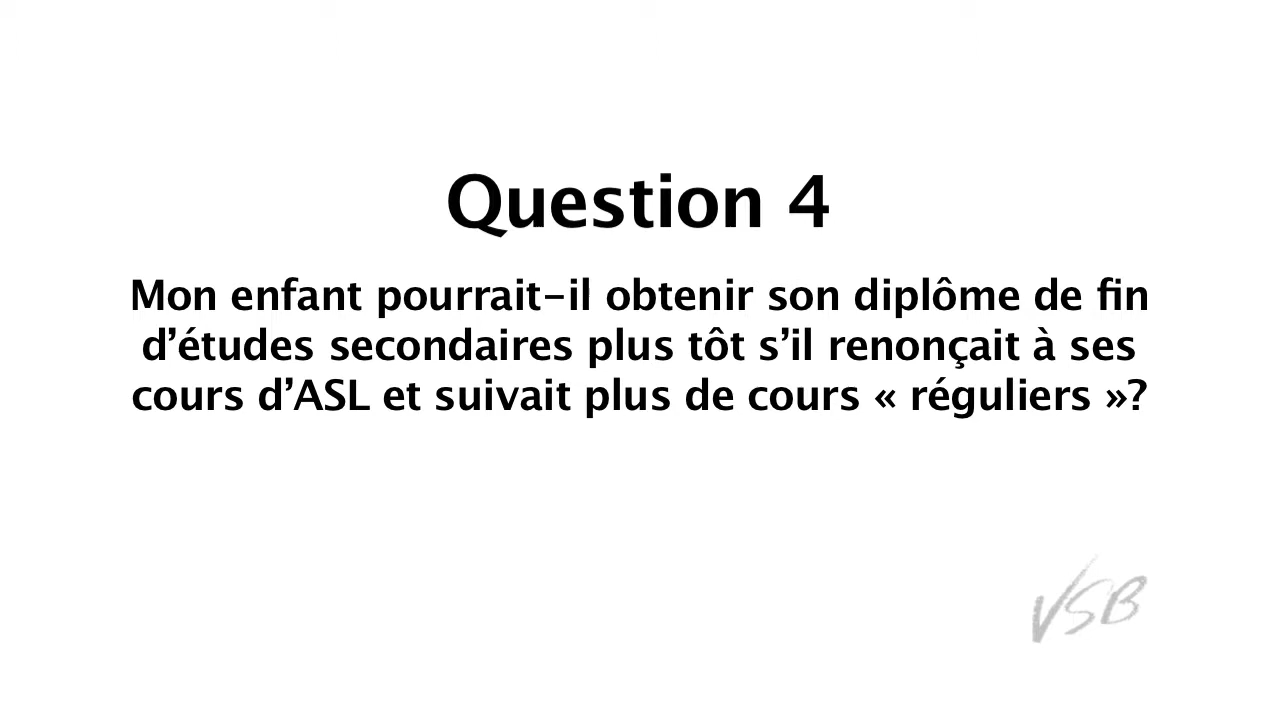 Question 4
Mon enfant pourrait-il obtenir son diplôme de fin
d’études secondaires plus tôt s’il renonçait à ses
cours d’ASL et suivait plus de cours « réguliers »?
VSB